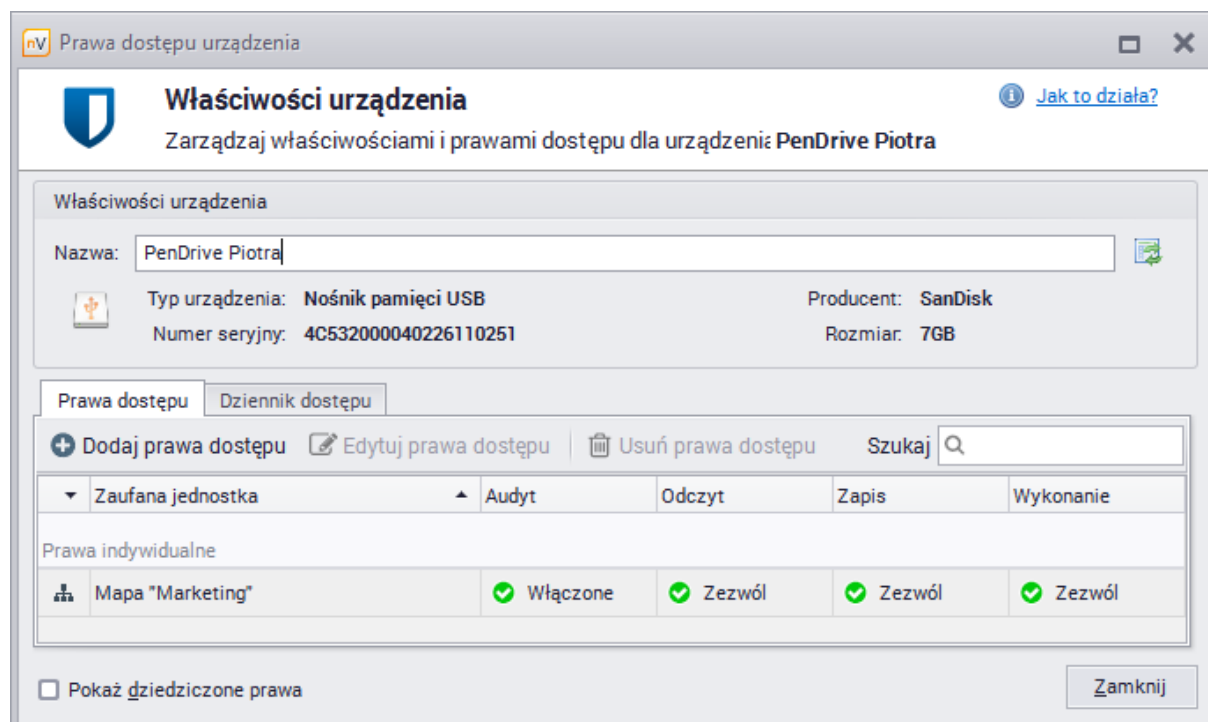 nV Prawa dostępu urządzenia
Właściwości urządzenia
Jak to działa?
Zarządzaj właściwościami i prawami dostępu dla urządzenia PenDrive Piotra
Właściwości urządzenia
Nazwa: PenDrive Piotra
Typ urządzenia: Nośnik pamięci USB Producent: SanDisk
Numer seryjny: 4C532000040226110251 Rozmiar: 7GB
Prawa dostępu Dziennik dostępu
Dodaj prawa dostępu Edytuj prawa dostępu Usuń prawa dostępu Szukaj
Zaufana jednostka Audyt Odczyt Zapis Wykonanie
Prawa indywidualne
Mapa "Marketing" Włączone Zezwól Zezwól Zezwól
Pokaż dziedziczone prawa Zamknij